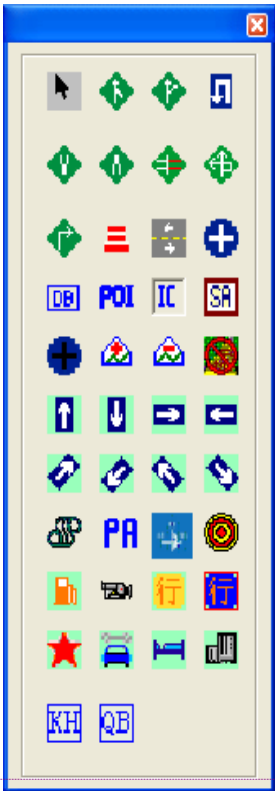 DB POI IC SA
PA
行 行
KH QB